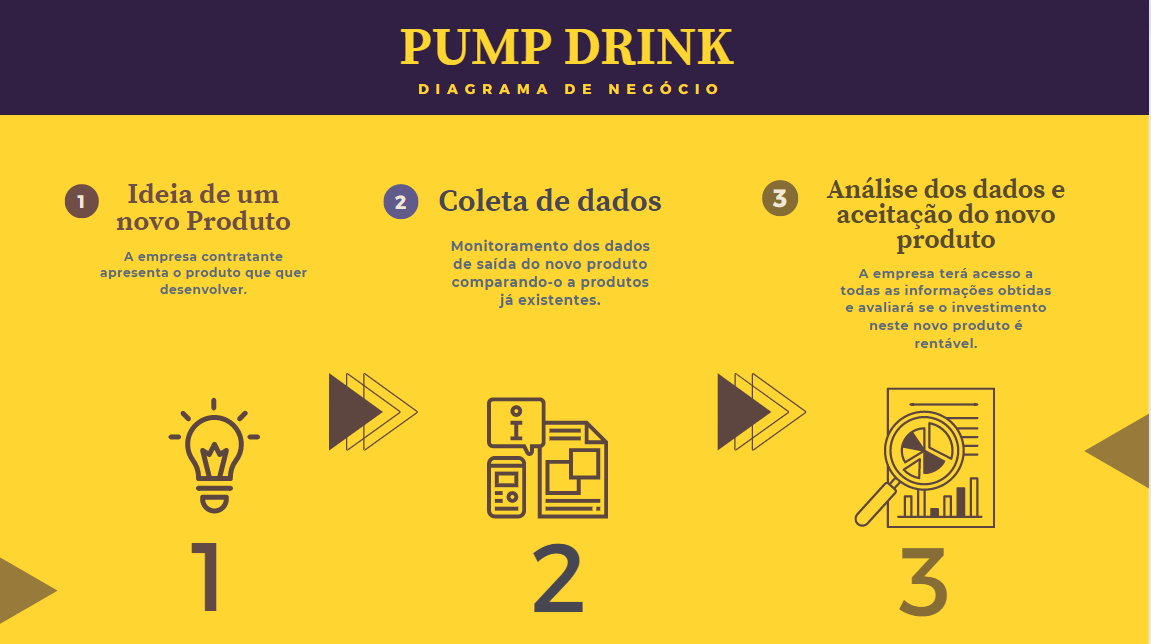 PUMP DRINK
DIAGRAMA DE NEGÓCIO
1
Ideia de um
novo Produto
A empresa contratante
apresenta o produto que quer
desenvolver.
2
Coleta de dados
Monitoramento dos dados
de saída do novo produto
comparando-o a produtos
já existentes.
3
Análise dos dados e
aceitação do novo
produto
A empresa terá acesso a
todas as informações obtidas
e avaliará se o investimento
neste novo produto é
rentável.
i
1
2
3